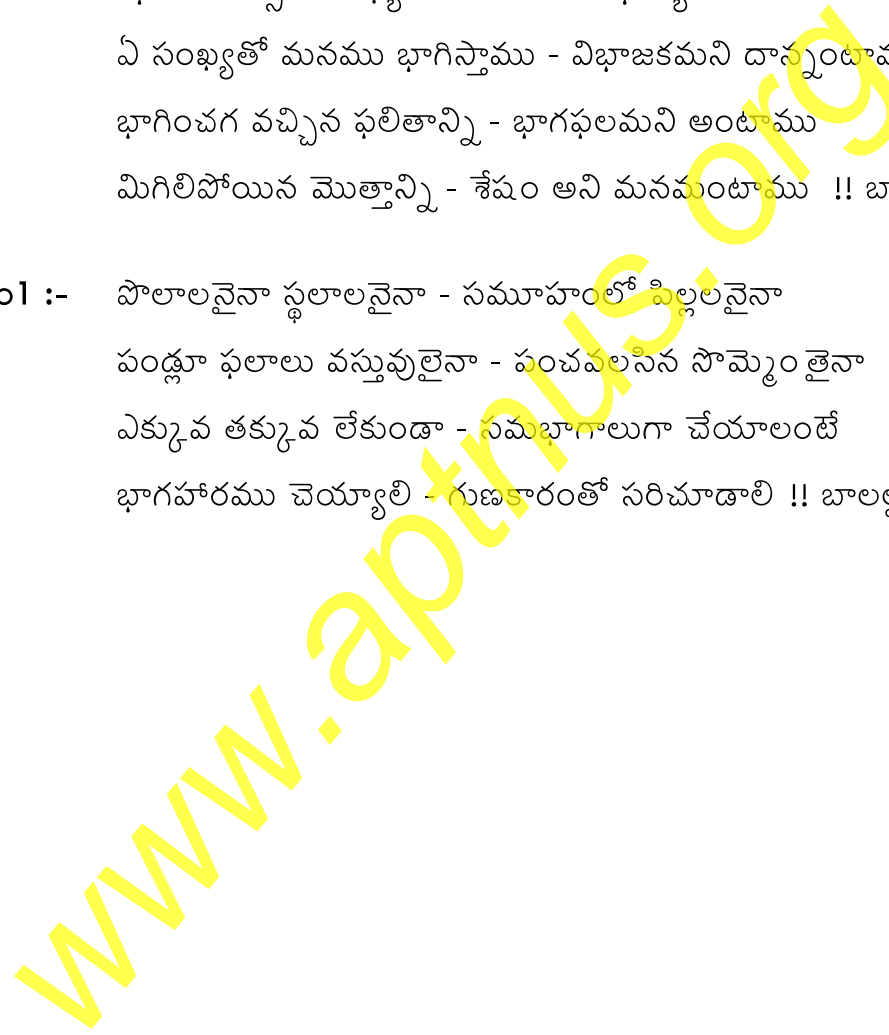 ఏ సంఖ్యతో మనము భాగిస్తాము - విభాజకమని దాన్నంటాము
భాగించగ వచ్చిన ఫలితాన్ని - భాగఫలమని అంటాము
మిగిలిపోయిన మొత్తాన్ని - శేషం అని మనమంటాము !! బా
1 :- పొలాలనైనా స్థలాలనైనా - సమూహంలో పిల్లలనైనా
పండ్లూ ఫలాలు వస్తువులైనా - పంచవలసిన సొమ్మెంతైనా
ఎక్కువ తక్కువ లేకుండా - సమభాగాలుగా చేయాలంటే
భాగహారము చెయ్యాలి - గుణకారంతో సరిచూడాలి !! బాల
www.aptnus.org